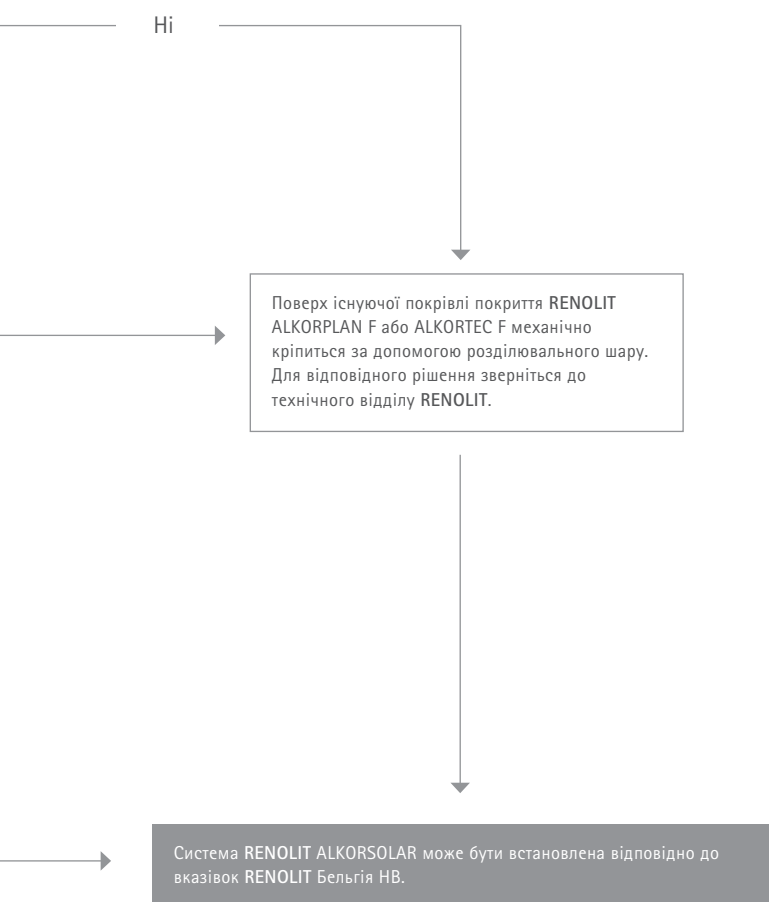 Ні
Поверх існуючої покрівлі покриття RENOLIT
ALKORPLAN F або ALKORTEC F механічно
кріпиться за допомогою розділювального шару.
Для відповідного рішення зверніться до
технічного відділу RENOLIT.
Система RENOLIT ALKORSOLAR може бути встановлена відповідно до
вказівок RENOLIT Бельгія НВ.